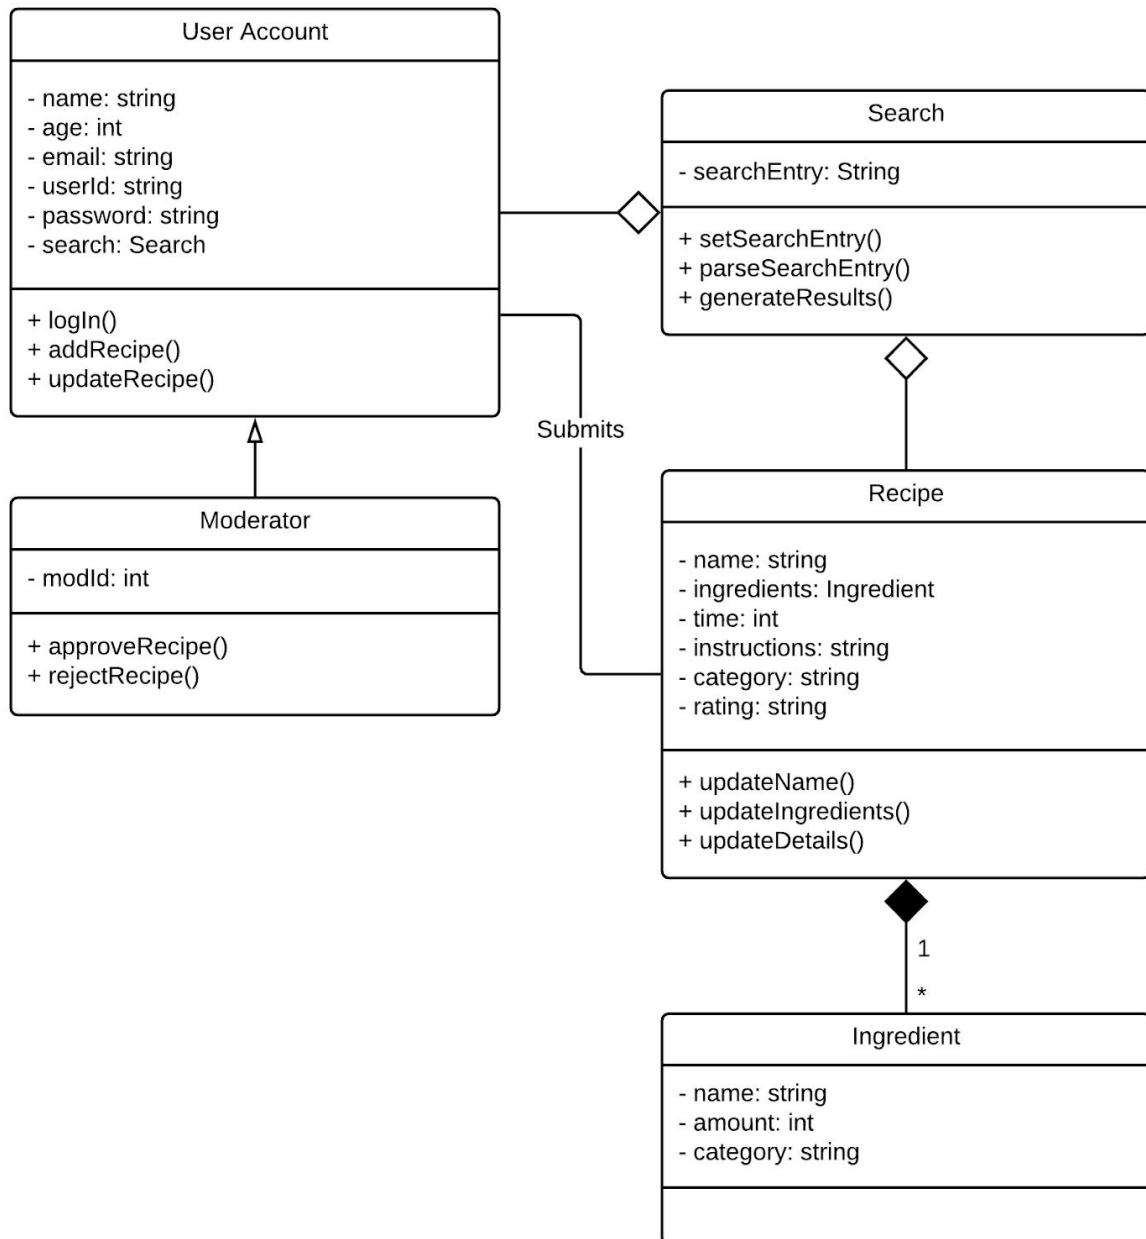 User Account
- name: string
- age: int
- email: string
- userId: string
- password: string
- search: Search
+ logIn()
+ addRecipe()
+ updateRecipe()
Search
- searchEntry: String
+ setSearchEntry()
+ parseSearchEntry()
+ generateResults()
Submits
Moderator
- modId: int
+ approveRecipe()
+ rejectRecipe()
Recipe
- name: string
- ingredients: Ingredient
- time: int
- instructions: string
- category: string
- rating: string
+ updateName()
+ updateIngredients()
+ updateDetails()
1
*
Ingredient
- name: string
- amount: int
- category: string